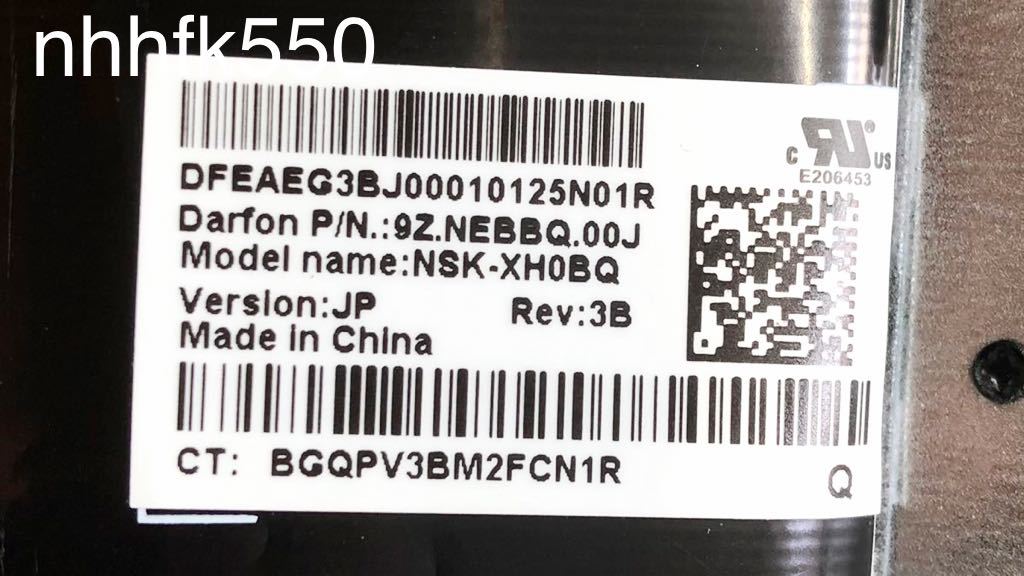 nhhfk550
DFEAEG3BJ00010125N01R
Darfon P/N.:9Z.NEBBQ.00J
Model name:NSK-XH0BQ
Version:JP Rev:3B
Made in China
CT: BGQPV3BM2FCN1R
Q
c RU® US
E206453